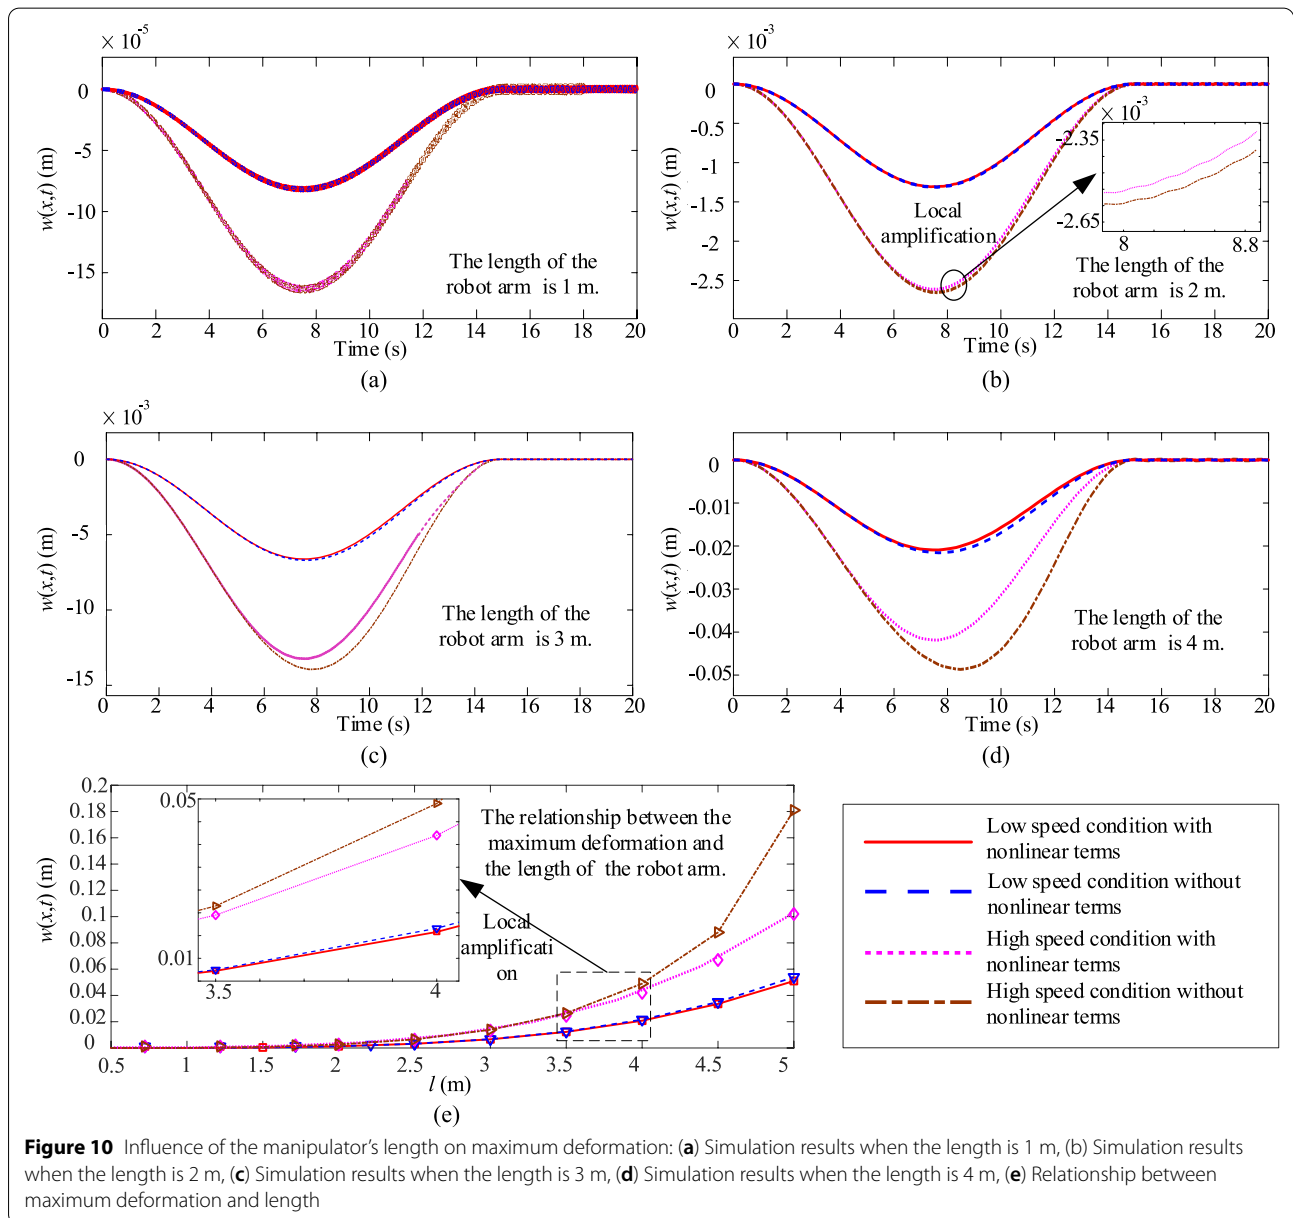 × 10-5
0
-5
-10
-15
w(x,t) (m)
The length of the
robot arm is 1 m.
0 2 4 6 8 10 12 14 16 18 20
Time (s)
(a)
× 10-3
0
-0.5
-1
-1.5
-2
-2.5
w(x,t) (m)
× 10-3
-2.35
-2.65
8 8.8
Local
amplification
The length of the
robot arm is 2 m.
0 2 4 6 8 10 12 14 16 18 20
Time (s)
(b)
× 10-3
0
-5
-10
-15
w(x,t) (m)
The length of the
robot arm is 3 m.
0 2 4 6 8 10 12 14 16 18 20
Time (s)
(c)
0
-0.01
-0.02
-0.03
-0.04
-0.05
w(x,t) (m)
The length of the
robot arm is 4 m.
0 2 4 6 8 10 12 14 16 18 20
Time (s)
(d)
0.2
0.18
0.16
0.14
0.12
0.1
0.08
0.06
0.04
0.02
0
w(x,t) (m)
0.05
0.01
3.5 4
The relationship between the
maximum deformation and
the length of the robot arm.
Local
amplificati
on
0.5 1 1.5 2 2.5 3 3.5 4 4.5 5
l (m)
(e)
Low speed condition with
nonlinear terms
Low speed condition without
nonlinear terms
High speed condition with
nonlinear terms
High speed condition without
nonlinear terms
Figure 10 Influence of the manipulator's length on maximum deformation: (a) Simulation results when the length is 1 m, (b) Simulation results
when the length is 2 m, (c) Simulation results when the length is 3 m, (d) Simulation results when the length is 4 m, (e) Relationship between
maximum deformation and length